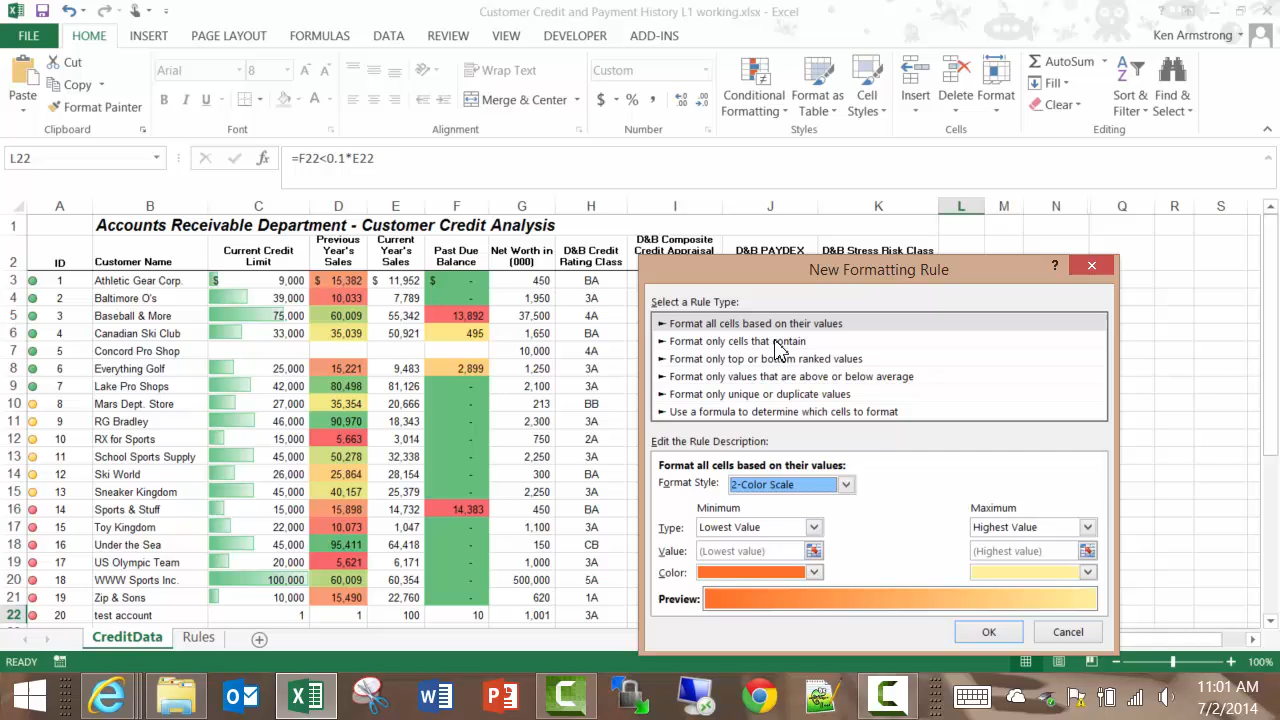 Customer Credit and Payment History L1 working.xlsx - Excel
FILE HOME INSERT PAGE LAYOUT FORMULAS DATA REVIEW VIEW DEVELOPER ADD-INS Ken Armstrong
Paste
Cut
Copy
Format Painter
Arial 8
B I U A
Wrap Text
Merge & Center
Custom
$ % ,
Conditional Formatting
Format as Table
Cell Styles
Insert
Delete
Format
AutoSum
Fill
Clear
Sort & Filter
Find & Select
Clipboard Font Alignment Number Styles Cells Editing
L22 fx =F22<0.1*E22
A B C D E F G H I J K L M N Q R S
1 Accounts Receivable Department - Customer Credit Analysis
2 ID Customer Name Current Credit Limit Previous Year's Sales Current Year's Sales Past Due Balance Net Worth in (000) D&B Credit Rating Class D&B Composite Credit Appraisal D&B PAYDEX D&B Stress Risk Class
3 1 Athletic Gear Corp. $ 9,000 $ 15,382 $ 11,952 $ - 450 BA
4 2 Baltimore O's 39,000 10,033 7,789 - 1,950 3A
5 3 Baseball & More 75,000 60,009 55,342 13,892 37,500 4A
6 4 Canadian Ski Club 33,000 35,039 50,921 495 1,650 BA
7 5 Concord Pro Shop 10,000 4A
8 6 Everything Golf 25,000 15,221 9,483 2,899 1,250 3A
9 7 Lake Pro Shops 42,000 80,498 81,126 - 2,100 3A
10 8 Mars Dept. Store 27,000 35,354 20,666 - 213 BB
11 9 RG Bradley 46,000 90,970 18,343 - 2,300 3A
12 10 RX for Sports 15,000 5,663 3,014 - 750 2A
13 11 School Sports Supply 45,000 50,278 32,338 - 2,250 3A
14 12 Ski World 26,000 25,864 28,154 - 300 BA
15 13 Sneaker Kingdom 45,000 40,157 25,379 - 2,250 3A
16 14 Sports & Stuff 15,000 15,898 14,732 14,383 450 BA
17 15 Toy Kingdom 22,000 10,073 1,047 - 1,100 3A
18 16 Under the Sea 45,000 95,411 64,418 - 150 CB
19 17 US Olympic Team 20,000 5,621 6,171 - 1,000 3A
20 18 WWW Sports Inc. 100,000 60,009 60,354 - 500,000 5A
21 19 Zip & Sons 10,000 15,490 22,760 - 620 1A
22 20 test account 1 1 100 10 1,001 3A
New Formatting Rule
?
Select a Rule Type:
► Format all cells based on their values
► Format only cells that contain
► Format only top or bottom ranked values
► Format only values that are above or below average
► Format only unique or duplicate values
► Use a formula to determine which cells to format
Edit the Rule Description:
Format all cells based on their values:
Format Style: 2-Color Scale
Minimum Maximum
Type: Lowest Value Highest Value
Value: (Lowest value) (Highest value)
Color:
Preview:
OK Cancel
CreditData Rules
READY 100%
11:01 AM
7/2/2014